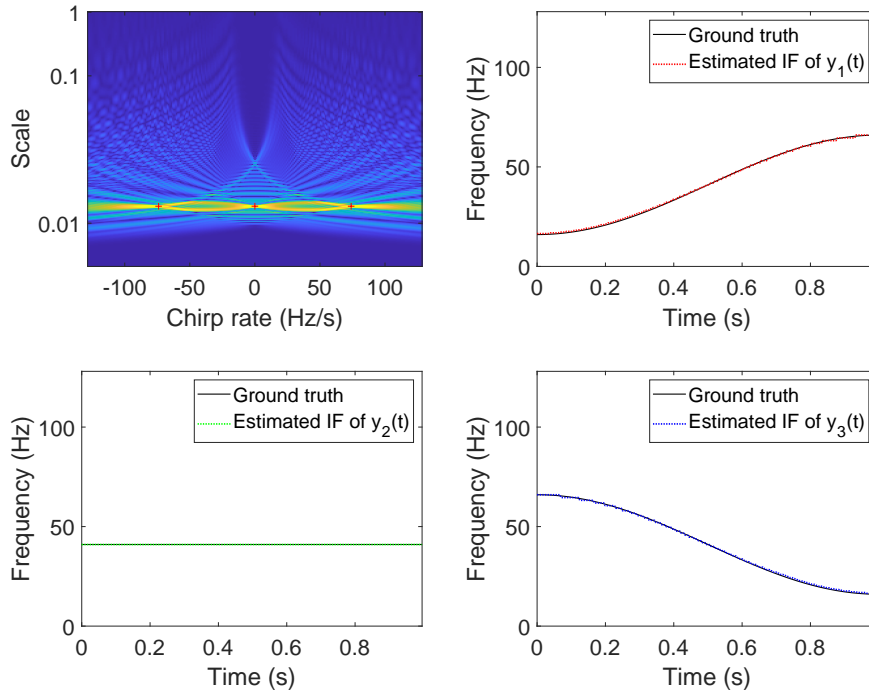 1
0.1
0.01
Scale
-100
-50
0
50
100
Chirp rate (Hz/s)
100
50
0
Frequency (Hz)
0
0.2
0.4
0.6
0.8
Time (s)
Ground truth
Estimated IF of y_1(t)
100
50
0
Frequency (Hz)
0
0.2
0.4
0.6
0.8
Time (s)
Ground truth
Estimated IF of y_2(t)
100
50
0
Frequency (Hz)
0
0.2
0.4
0.6
0.8
Time (s)
Ground truth
Estimated IF of y_3(t)